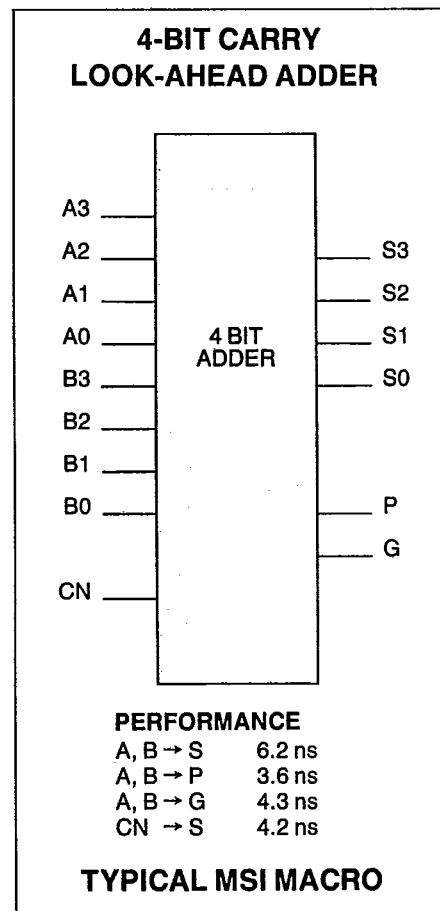 4-BIT CARRY
LOOK-AHEAD ADDER
A3
A2
A1
A0
B3
B2
B1
B0
CN
4 BIT
ADDER
S3
S2
S1
S0
P
G
PERFORMANCE
A, B → S 6.2 ns
A, B → P 3.6 ns
A, B → G 4.3 ns
CN → S 4.2 ns
TYPICAL MSI MACRO